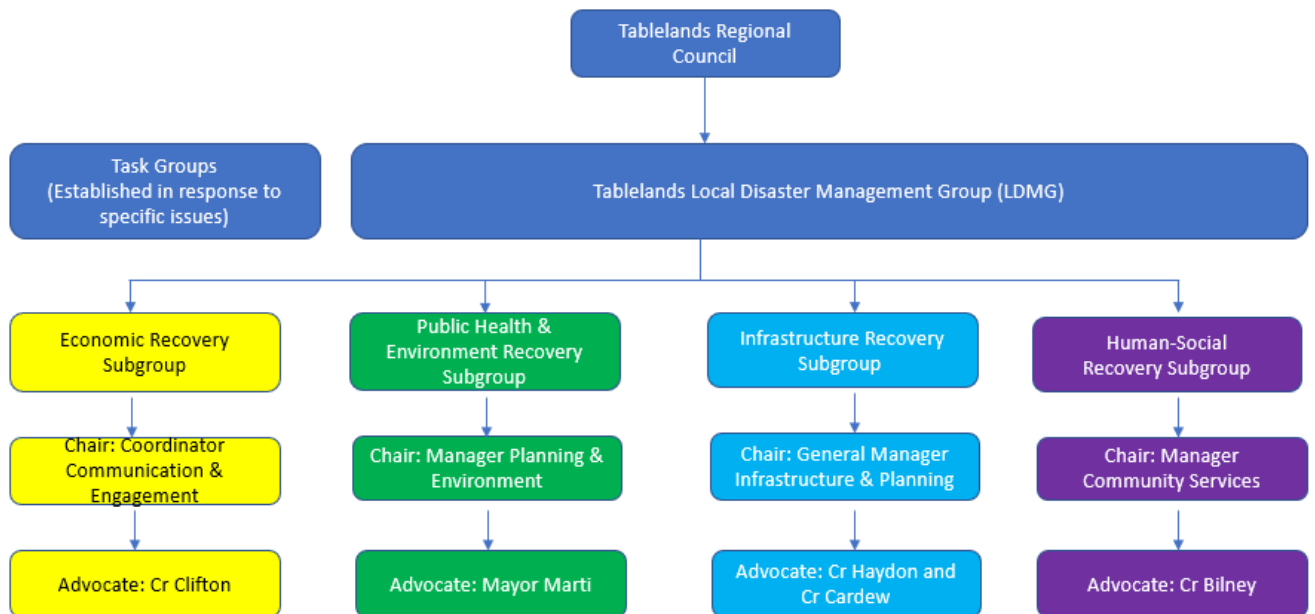 Tablelands Regional
Council
Task Groups
(Established in response to
specific issues)
Tablelands Local Disaster Management Group (LDMG)
Economic Recovery
Subgroup
Public Health &
Environment Recovery
Subgroup
Infrastructure Recovery
Subgroup
Human-Social
Recovery Subgroup
Chair: Coordinator
Communication &
Engagement
Chair: Manager Planning &
Environment
Chair: General Manager
Infrastructure & Planning
Chair: Manager
Community Services
Advocate: Cr Clifton
Advocate: Mayor Marti
Advocate: Cr Haydon and
Cr Cardew
Advocate: Cr Bilney